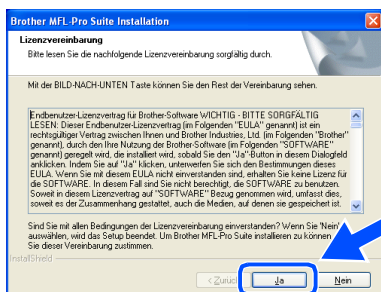 Brother MFL-Pro Suite Installation
Lizenzvereinbarung
Bitte lesen Sie die nachfolgende Lizenzvereinbarung sorgfältig durch.
Mit der BILD-NACH-UNTEN Taste können Sie den Rest der Vereinbarung sehen.
Endbenutzer-Lizenzvertrag für Brother-Software WICHTIG - BITTE SORGFÄLTIG
LESEN: Dieser Endbenutzer-Lizenzvertrag (im Folgenden "EULA" genannt) ist ein
rechtsgültiger Vertrag zwischen Ihnen und Brother Industries, Ltd. (im Folgenden "Brother"
genannt), durch den Ihre Nutzung der Brother-Software (im Folgenden "SOFTWARE"
genannt) geregelt wird, die installiert wird, sobald Sie den "Ja"-Button in diesem Dialogfeld
anklicken. Indem Sie auf "Ja" klicken, unterwerfen Sie sich den Bestimmungen dieses
EULA. Wenn Sie mit diesem EULA nicht einverstanden sind, erhalten Sie keine Lizenz für
die SOFTWARE. In diesem Fall sind Sie nicht berechtigt, die SOFTWARE zu benutzen.
Soweit in diesem Lizenzvertrag auf "SOFTWARE" Bezug genommen wird, umfasst dies,
soweit es der Zusammenhang gestattet, auch die Medien, auf denen sie gespeichert ist.
Sind Sie mit allen Bedingungen der Lizenzvereinbarung einverstanden? Wenn Sie 'Nein'
auswählen, wird das Setup beendet. Um Brother MFL-Pro Suite installieren zu können
Sie dieser Vereinbarung zustimmen.
InstallShield
< Zurück
Ja
Nein